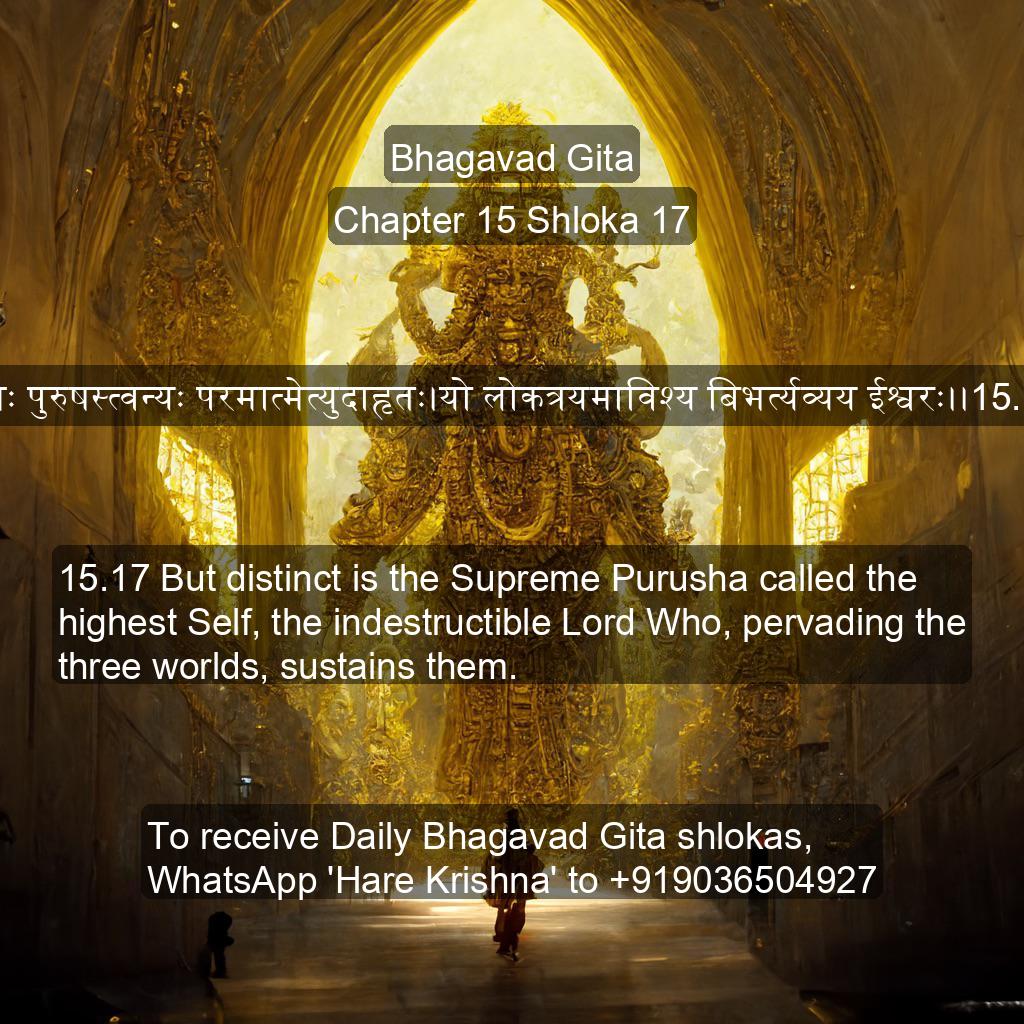 Bhagavad Gita
Chapter 15 Shloka 17
पुरुषस्त्वन्यः परमात्मेत्युदाहृतः।यो लोकत्रयमाविश्य बिभर्त्यव्यय ईश्वरः।।15.
15.17 But distinct is the Supreme Purusha called the
highest Self, the indestructible Lord Who, pervading the
three worlds, sustains them.
To receive Daily Bhagavad Gita shlokas,
WhatsApp 'Hare Krishna' to +919036504927